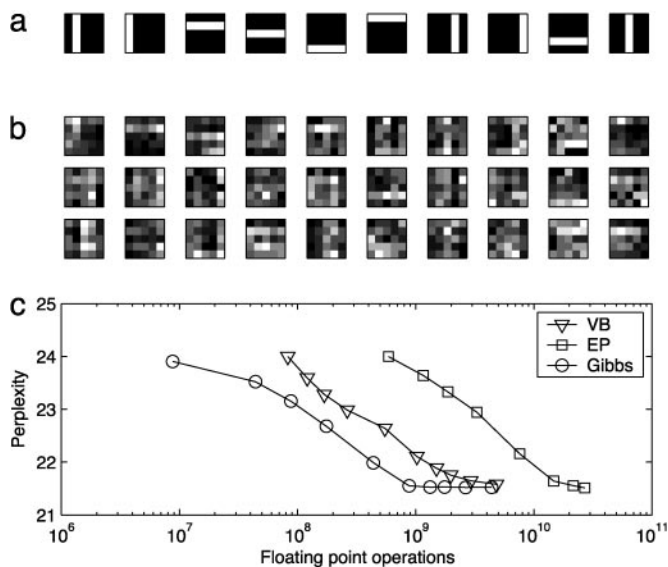 a
b
c
25
24
23
22
21
Perplexity
VB
EP
Gibbs
10^6 10^7 10^8 10^9 10^10 10^11
Floating point operations